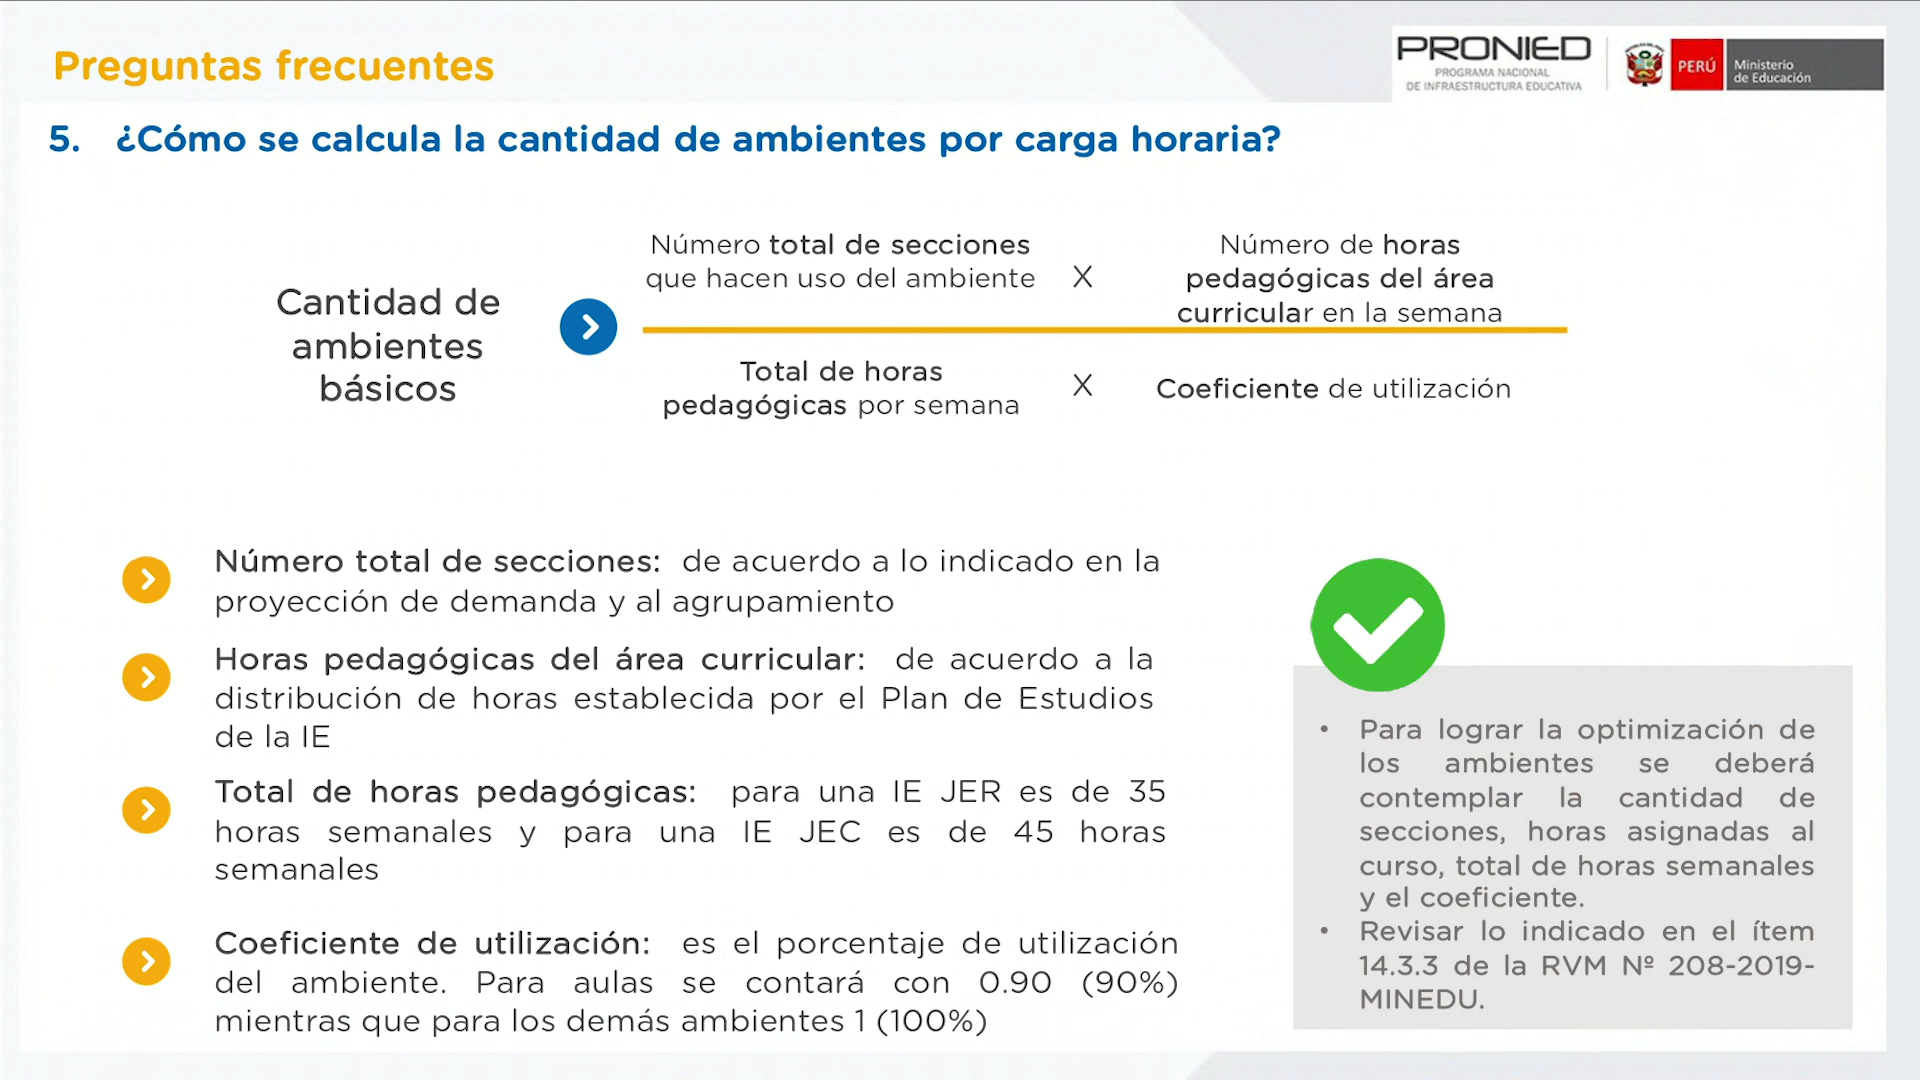 Preguntas frecuentes
PRONIED
PROGRAMA NACIONAL
DE INFRAESTRUCTURA EDUCATIVA
PERÚ
Ministerio
de Educación
5. ¿Cómo se calcula la cantidad de ambientes por carga horaria?
Cantidad de
ambientes
básicos
Número total de secciones
que hacen uso del ambiente
X
Número de horas
pedagógicas del área
curricular en la semana
Total de horas
pedagógicas por semana
X
Coeficiente de utilización
Número total de secciones: de acuerdo a lo indicado en la
proyección de demanda y al agrupamiento
Horas pedagógicas del área curricular: de acuerdo a la
distribución de horas establecida por el Plan de Estudios
de la IE
Total de horas pedagógicas: para una IE JER es de 35
horas semanales y para una IE JEC es de 45 horas
semanales
Coeficiente de utilización: es el porcentaje de utilización
del ambiente. Para aulas se contará con 0.90 (90%)
mientras que para los demás ambientes 1 (100%)
• Para lograr la optimización de
los ambientes se deberá
contemplar la cantidad de
secciones, horas asignadas al
curso, total de horas semanales
y el coeficiente.
• Revisar lo indicado en el ítem
14.3.3 de la RVM Nº 208-2019-
MINEDU.